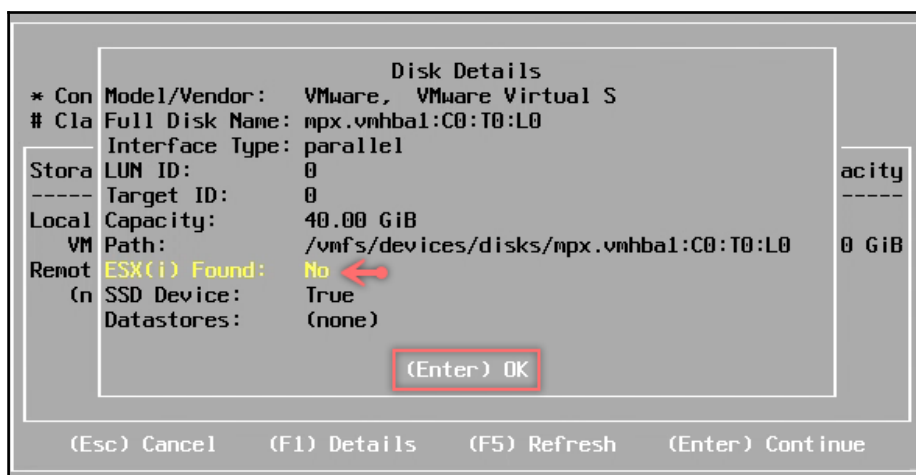 Disk Details
* Con Model/Vendor: VMware, VMware Virtual S
# Cla Full Disk Name: mpx.vmhba1:C0:T0:L0
Interface Type: parallel
Stora LUN ID: 0 acity
----- Target ID: 0 -----
Local Capacity: 40.00 GiB
VM Path: /vmfs/devices/disks/mpx.vmhba1:C0:T0:L0 0 GiB
Remot ESX(i) Found: No
(n SSD Device: True
Datastores: (none)
(Enter) OK
(Esc) Cancel (F1) Details (F5) Refresh (Enter) Continue